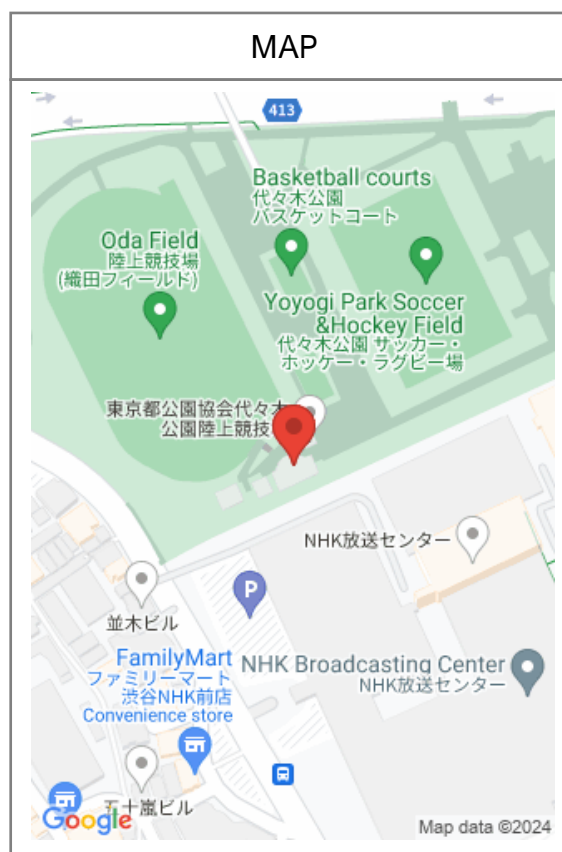 MAP
413
Basketball courts
代々木公園
バスケットコート
Oda Field
陸上競技場
(織田フィールド)
Yoyogi Park Soccer
&Hockey Field
代々木公園 サッカー・
ホッケー・ラグビー場
東京都公園協会代々木
公園陸上競技
NHK放送センター
P
並木ビル
FamilyMart
ファミリーマート
渋谷NHK前店
Convenience store
NHK Broadcasting Center
NHK放送センター
五十嵐ビル
Google
Map data ©2024